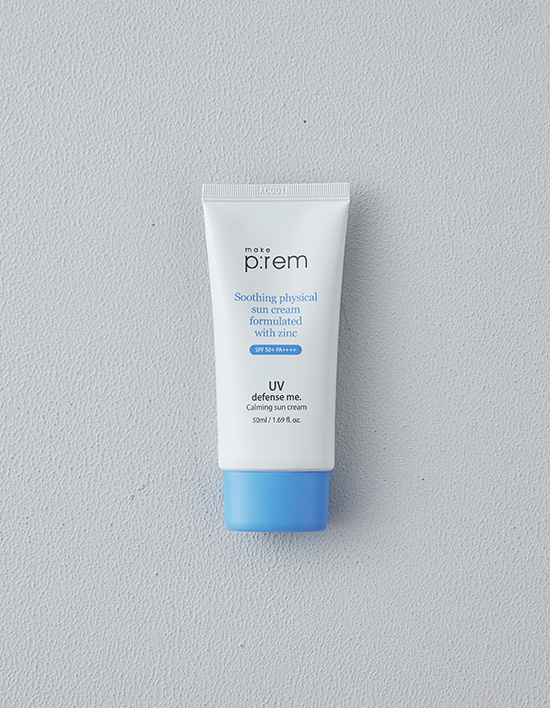 AC001
make
p:rem
Soothing physical
sun cream
formulated
with zinc
SPF 50+ PA++++
UV
defense me.
Calming sun cream
50ml / 1.69 fl. oz.